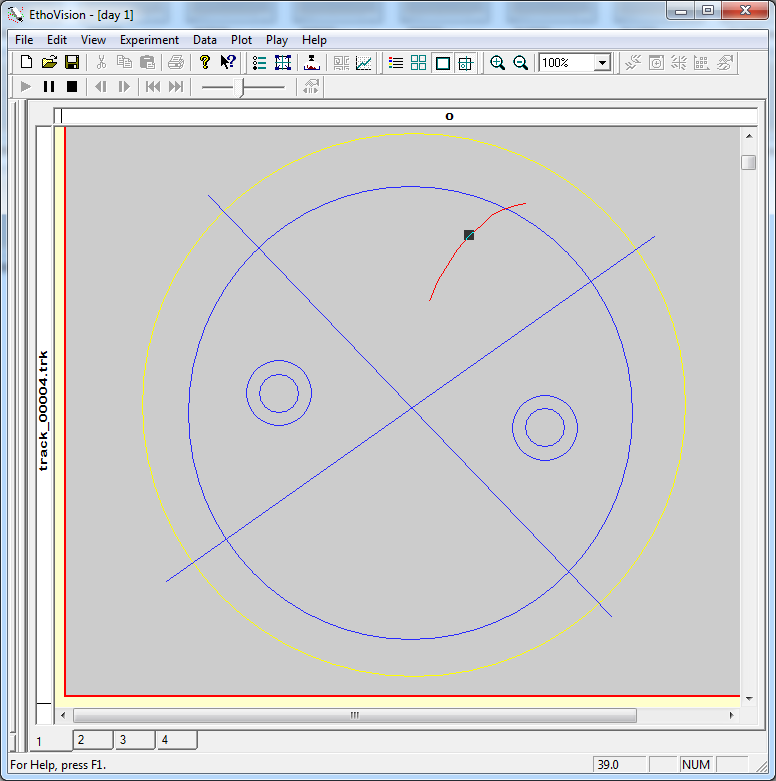 EthoVision - [day 1]
File Edit View Experiment Data Plot Play Help
100%
o
track_00004.trk
1 2 3 4
For Help, press F1. 39.0 NUM